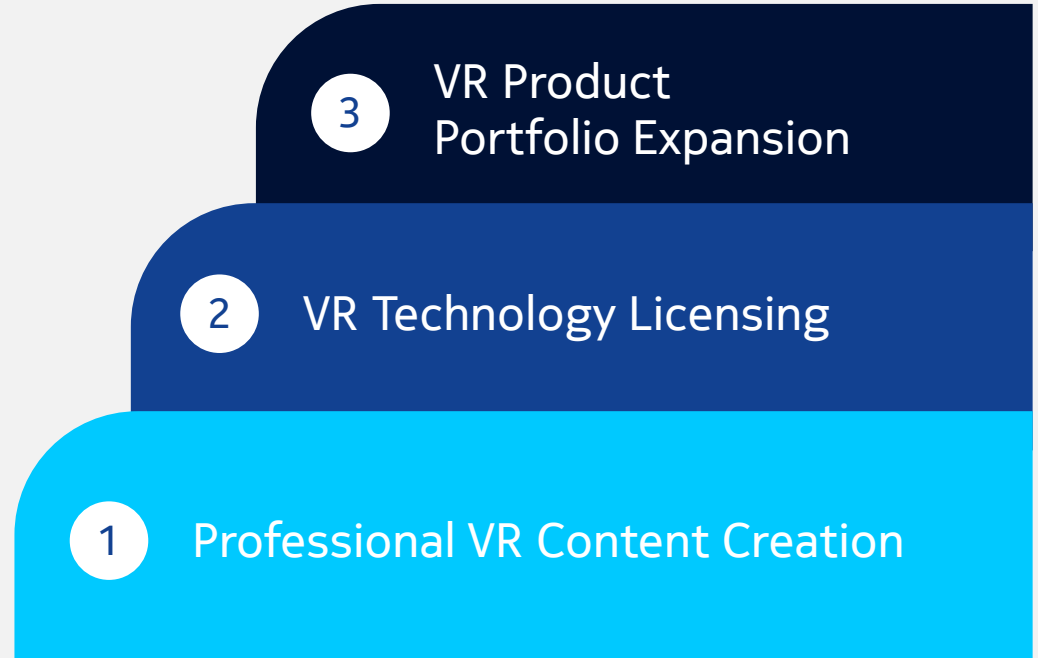 3
VR Product
Portfolio Expansion
2
VR Technology Licensing
1
Professional VR Content Creation